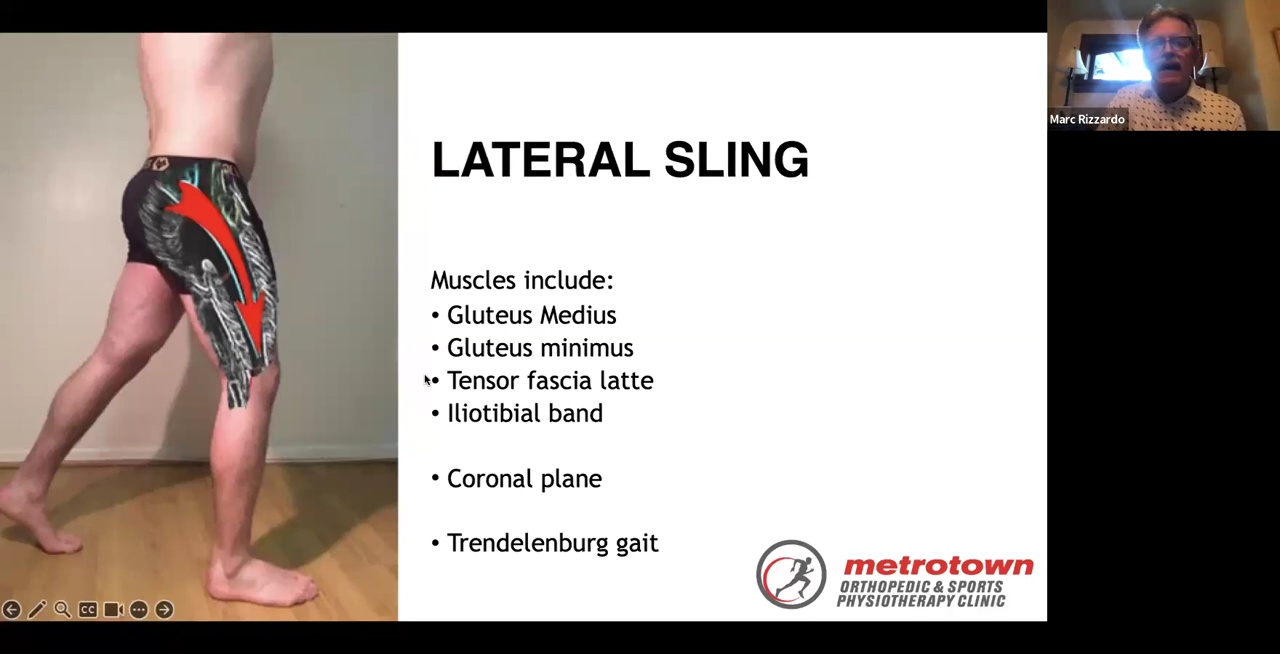 LATERAL SLING
Muscles include:
• Gluteus Medius
• Gluteus minimus
• Tensor fascia latte
• Iliotibial band
• Coronal plane
• Trendelenburg gait
metrotown
ORTHOPEDIC & SPORTS
PHYSIOTHERAPY CLINIC
Marc Rizzardo
CC